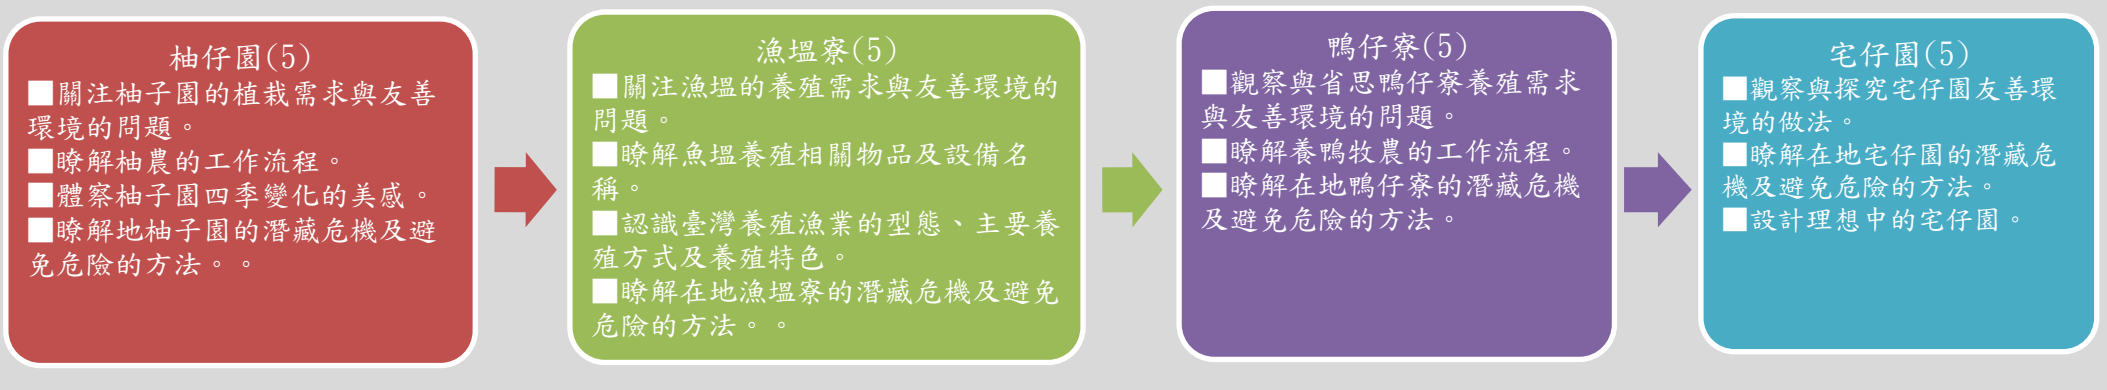 柚仔園(5)
■關注柚子園的植栽需求與友善
環境的問題。
■瞭解柚農的工作流程。
■體察柚子園四季變化的美感。
■瞭解地柚子園的潛藏危機及避
免危險的方法。。
漁塭寮(5)
■關注漁塭的養殖需求與友善環境的
問題。
■瞭解魚塭養殖相關物品及設備名
稱。
■認識臺灣養殖漁業的型態、主要養
殖方式及養殖特色。
■瞭解在地漁塭寮的潛藏危機及避免
危險的方法。。
鴨仔寮(5)
■觀察與省思鴨仔寮養殖需求
與友善環境的問題。
■瞭解養鴨牧農的工作流程。
■瞭解在地鴨仔寮的潛藏危機
及避免危險的方法。
宅仔園(5)
■觀察與探究宅仔園友善環
境的做法。
■瞭解在地宅仔園的潛藏危
機及避免危險的方法。
■設計理想中的宅仔園。